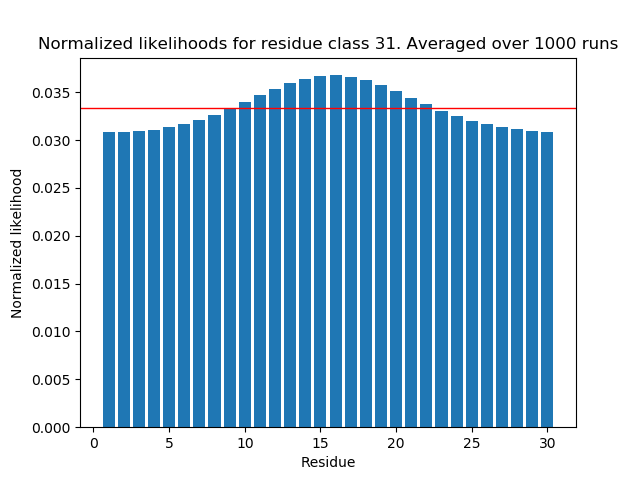 Normalized likelihoods for residue class 31. Averaged over 1000 runs
0.035
0.030
0.025
0.020
0.015
0.010
0.005
0.000
Normalized likelihood
0 5 10 15 20 25 30
Residue